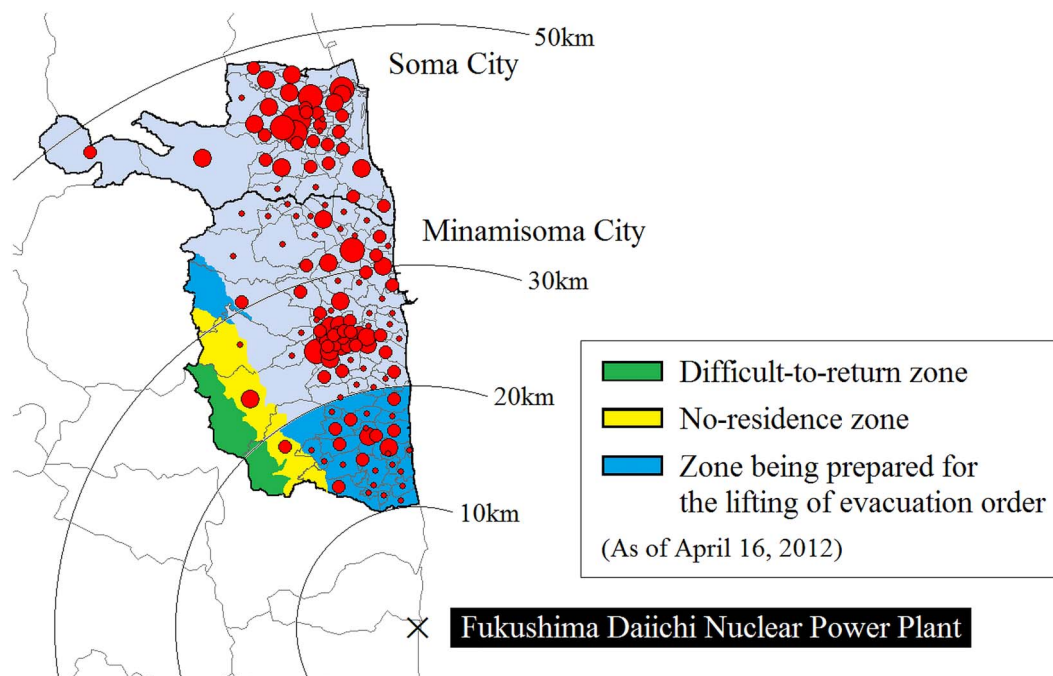 50km
Soma City
Minamisoma City
30km
20km
10km
Difficult-to-return zone
No-residence zone
Zone being prepared for
the lifting of evacuation order
(As of April 16, 2012)
Fukushima Daiichi Nuclear Power Plant